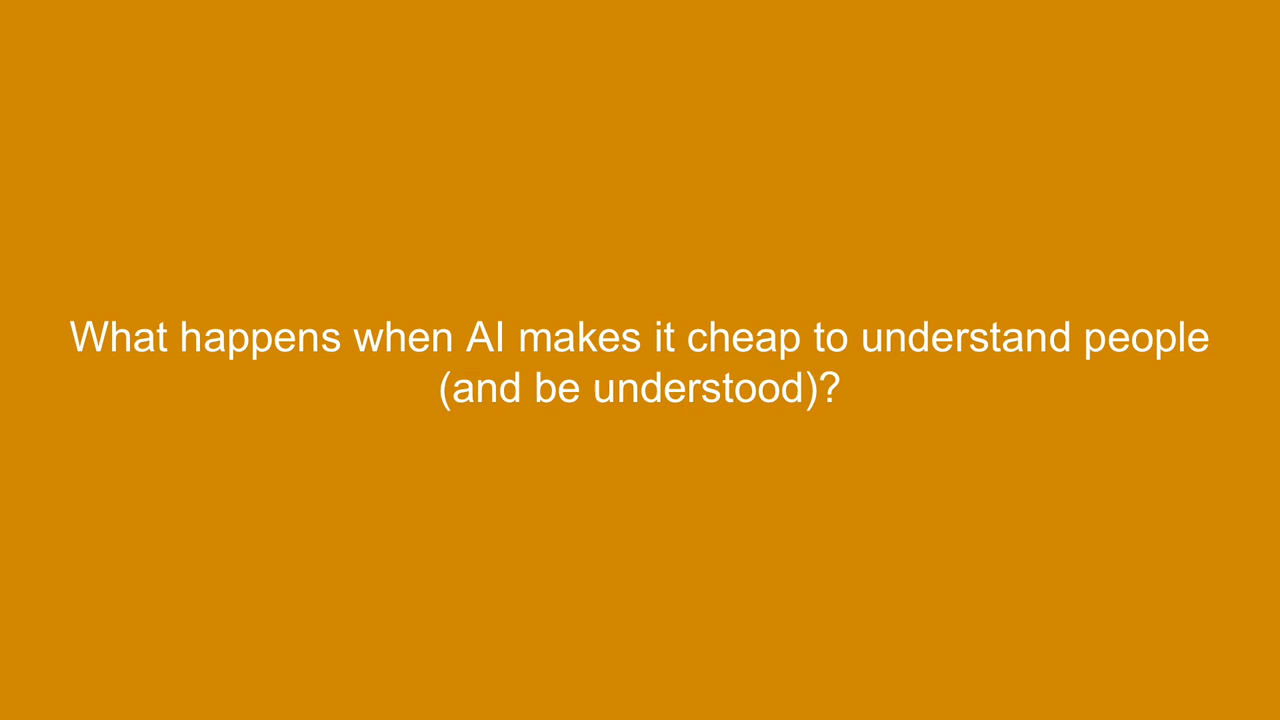 What happens when AI makes it cheap to understand people
(and be understood)?